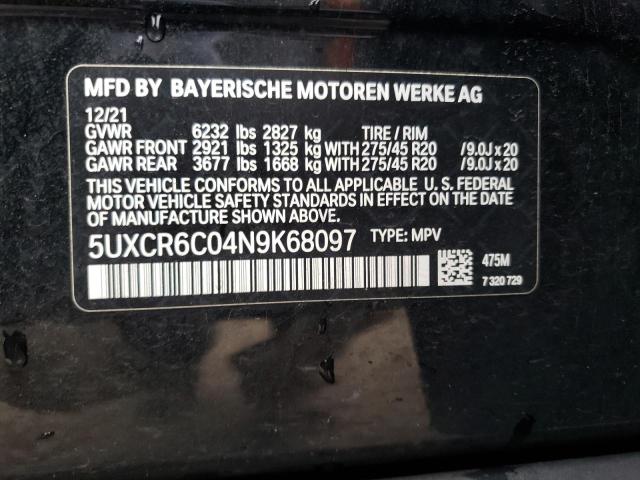 MFD BY BAYERISCHE MOTOREN WERKE AG
12/21
GVWR 6232 lbs 2827 kg TIRE / RIM
GAWR FRONT 2921 lbs 1325 kg WITH 275/45 R20 /9.0J x 20
GAWR REAR 3677 lbs 1668 kg WITH 275/45 R20 /9.0J x 20
THIS VEHICLE CONFORMS TO ALL APPLICABLE U. S. FEDERAL
MOTOR VEHICLE SAFETY STANDARDS IN EFFECT ON THE DATE
OF MANUFACTURE SHOWN ABOVE.
5UXCR6C04N9K68097 TYPE: MPV
475M
7 320 729